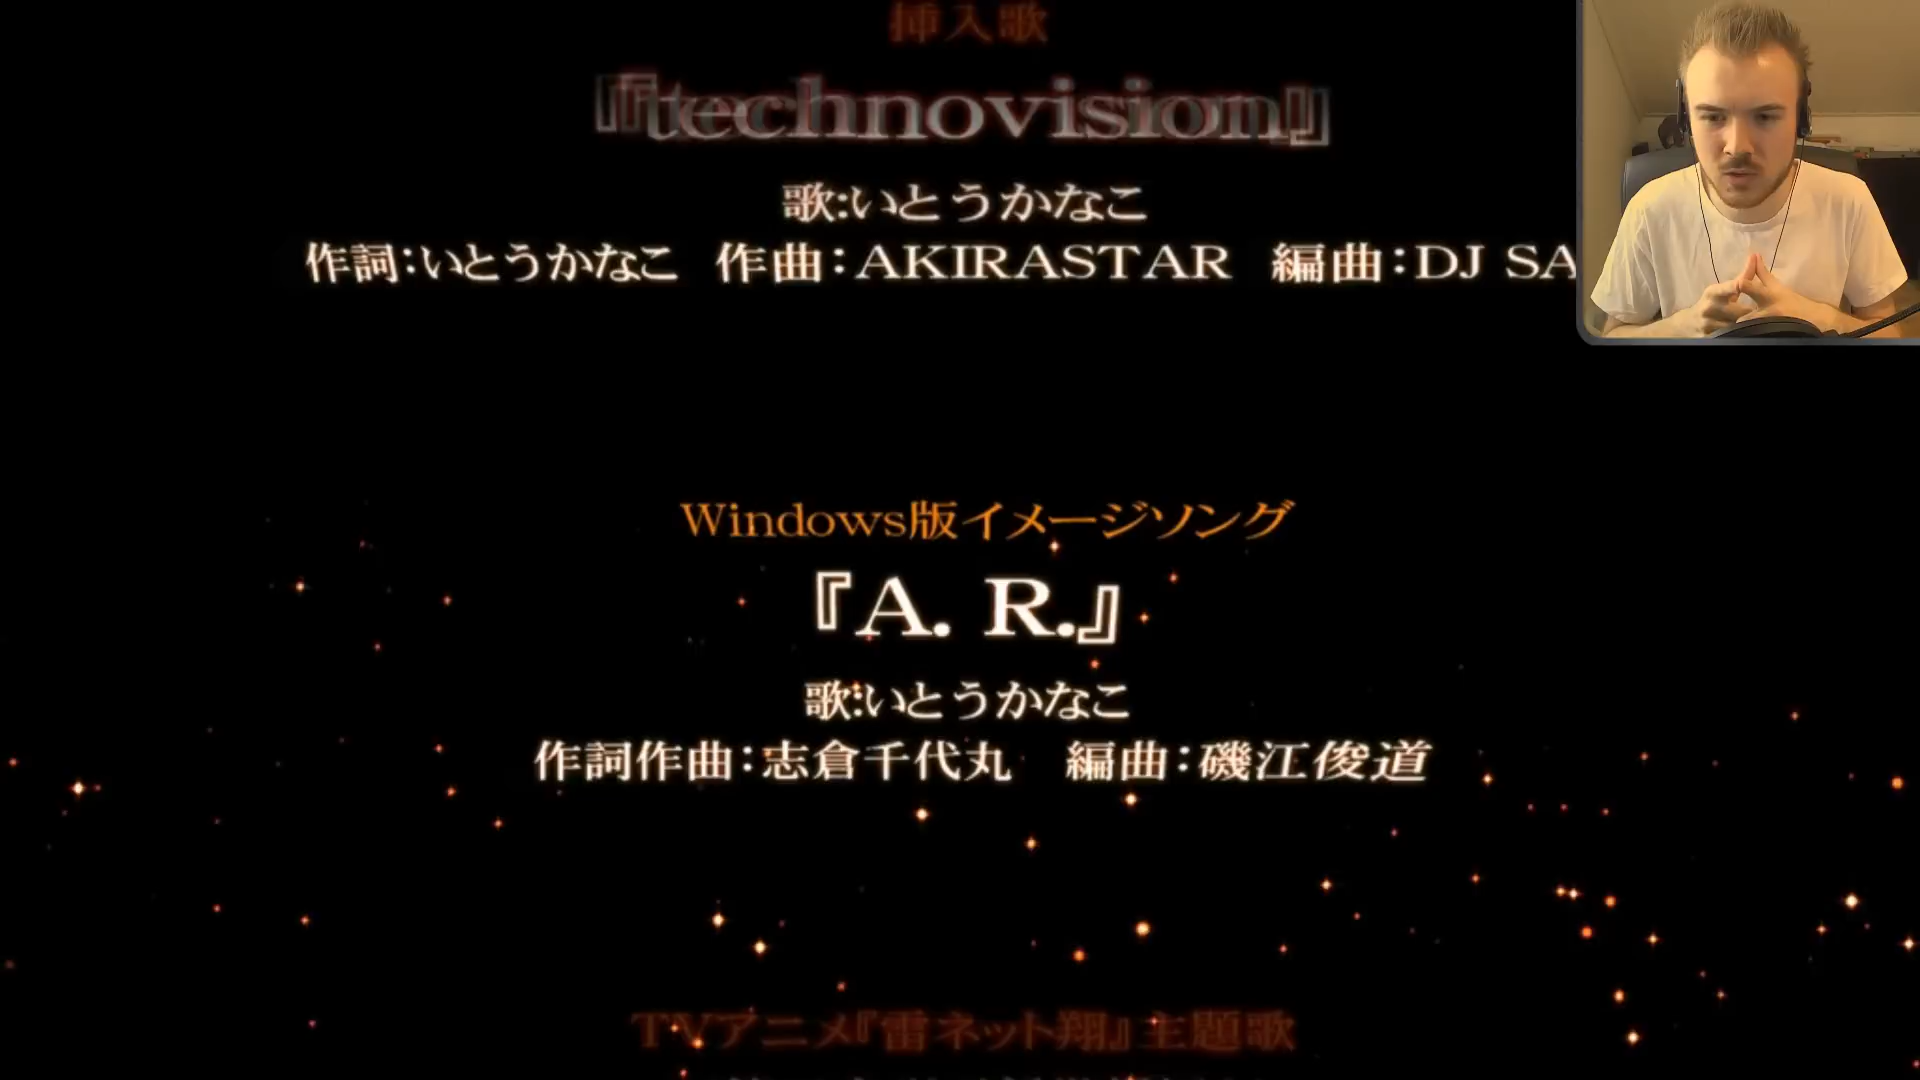 挿入歌
『technovision』
歌:いとうかなこ
作詞:いとうかなこ 作曲:AKIRASTAR 編曲:DJ SA
Windows版イメージソング
『A. R.』
歌:いとうかなこ
作詞作曲:志倉千代丸 編曲:磯江俊道
TVアニメ『雷ネット翔』主題歌